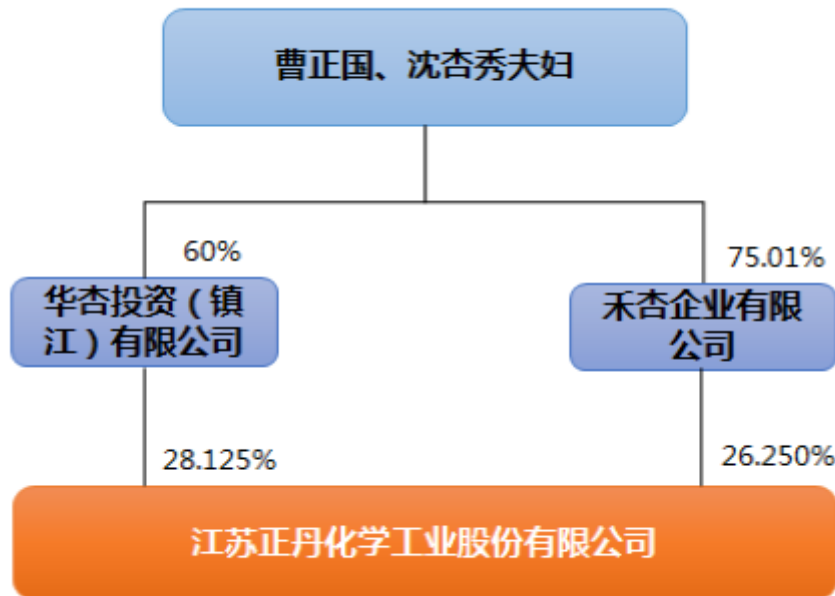 曹正国、沈杏秀夫妇
60%
75.01%
华杏投资（镇
江）有限公司
禾杏企业有限
公司
28.125%
26.250%
江苏正丹化学工业股份有限公司